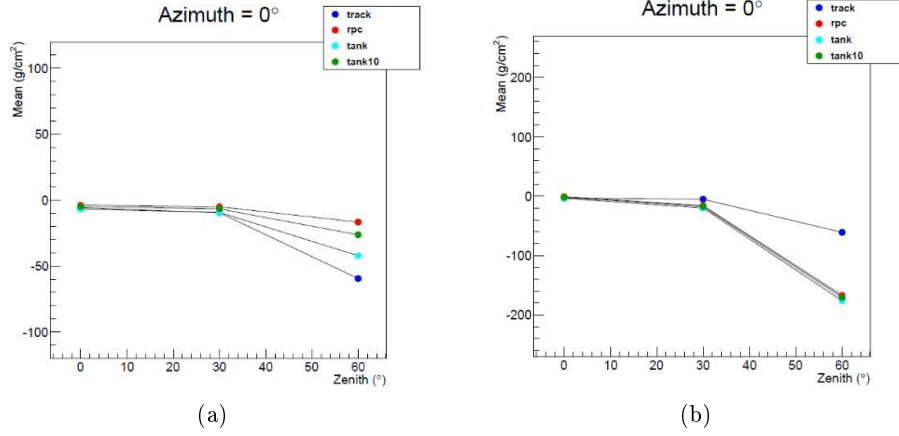 Azimuth = 0°
track
rpc
tank
tank10
Mean (g/cm²)
100
50
0
-50
-100
0 10 20 30 40 50 60
Zenith (°)
(a)
Azimuth = 0°
track
rpc
tank
tank10
Mean (g/cm²)
200
100
0
-100
-200
0 10 20 30 40 50 60
Zenith (°)
(b)